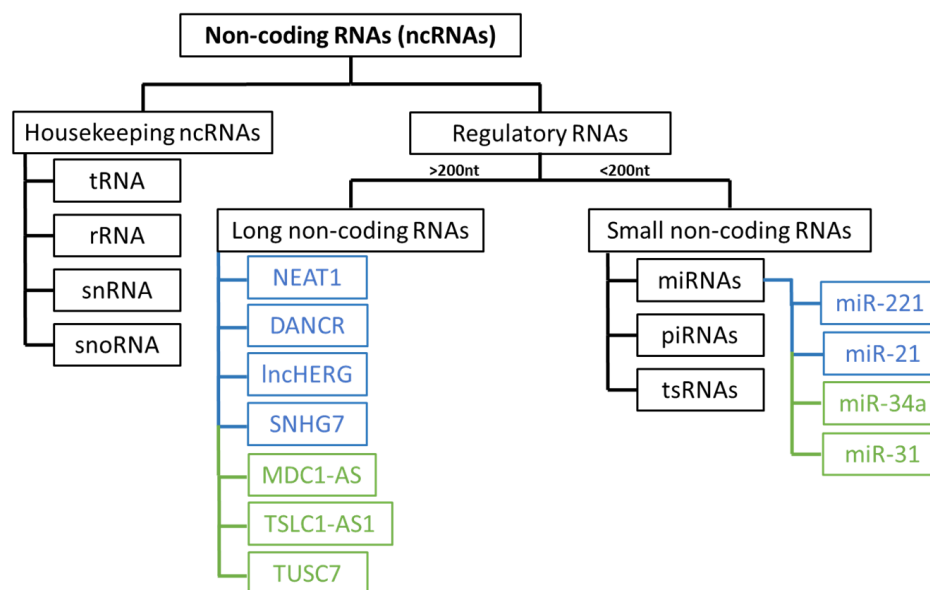 Non-coding RNAs (ncRNAs)
Housekeeping ncRNAs
tRNA
rRNA
snRNA
snoRNA
Regulatory RNAs
>200nt
<200nt
Long non-coding RNAs
NEAT1
DANCR
lncHERG
SNHG7
MDC1-AS
TSLC1-AS1
TUSC7
Small non-coding RNAs
miRNAs
piRNAs
tsRNAs
miR-221
miR-21
miR-34a
miR-31